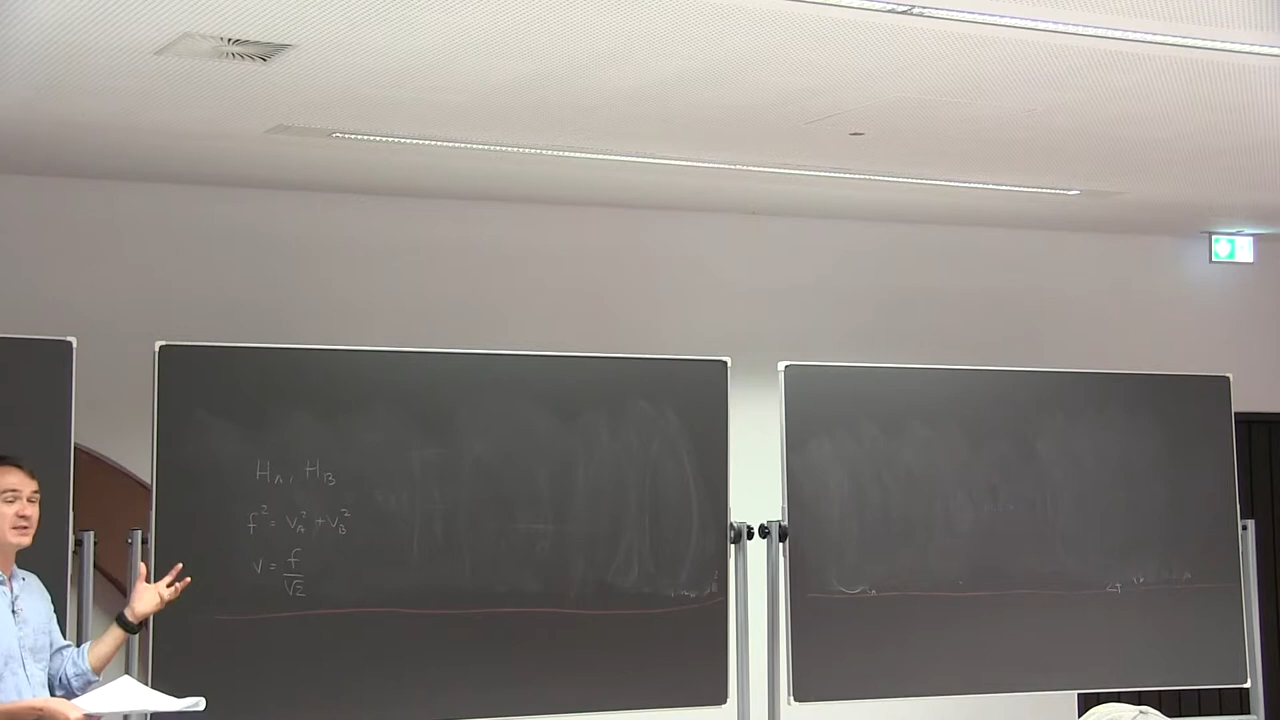 H_A, H_B
f² = v_A² + v_B²
v = f/√2